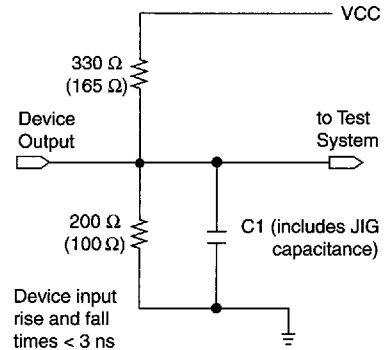 VCC
330 Ω
(165 Ω)
Device
Output
to Test
System
200 Ω
(100 Ω)
C1 (includes JIG
capacitance)
Device input
rise and fall
times < 3 ns